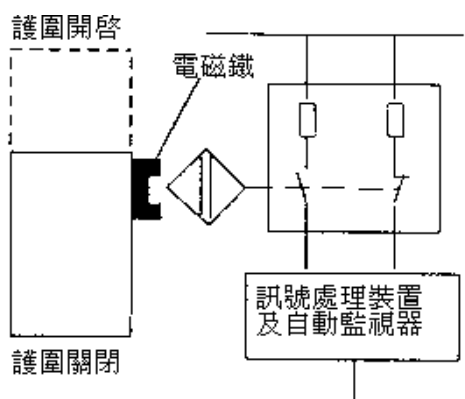 護圍開啓
電磁鐵
訊號處理裝置
及自動監視器
護圍關閉